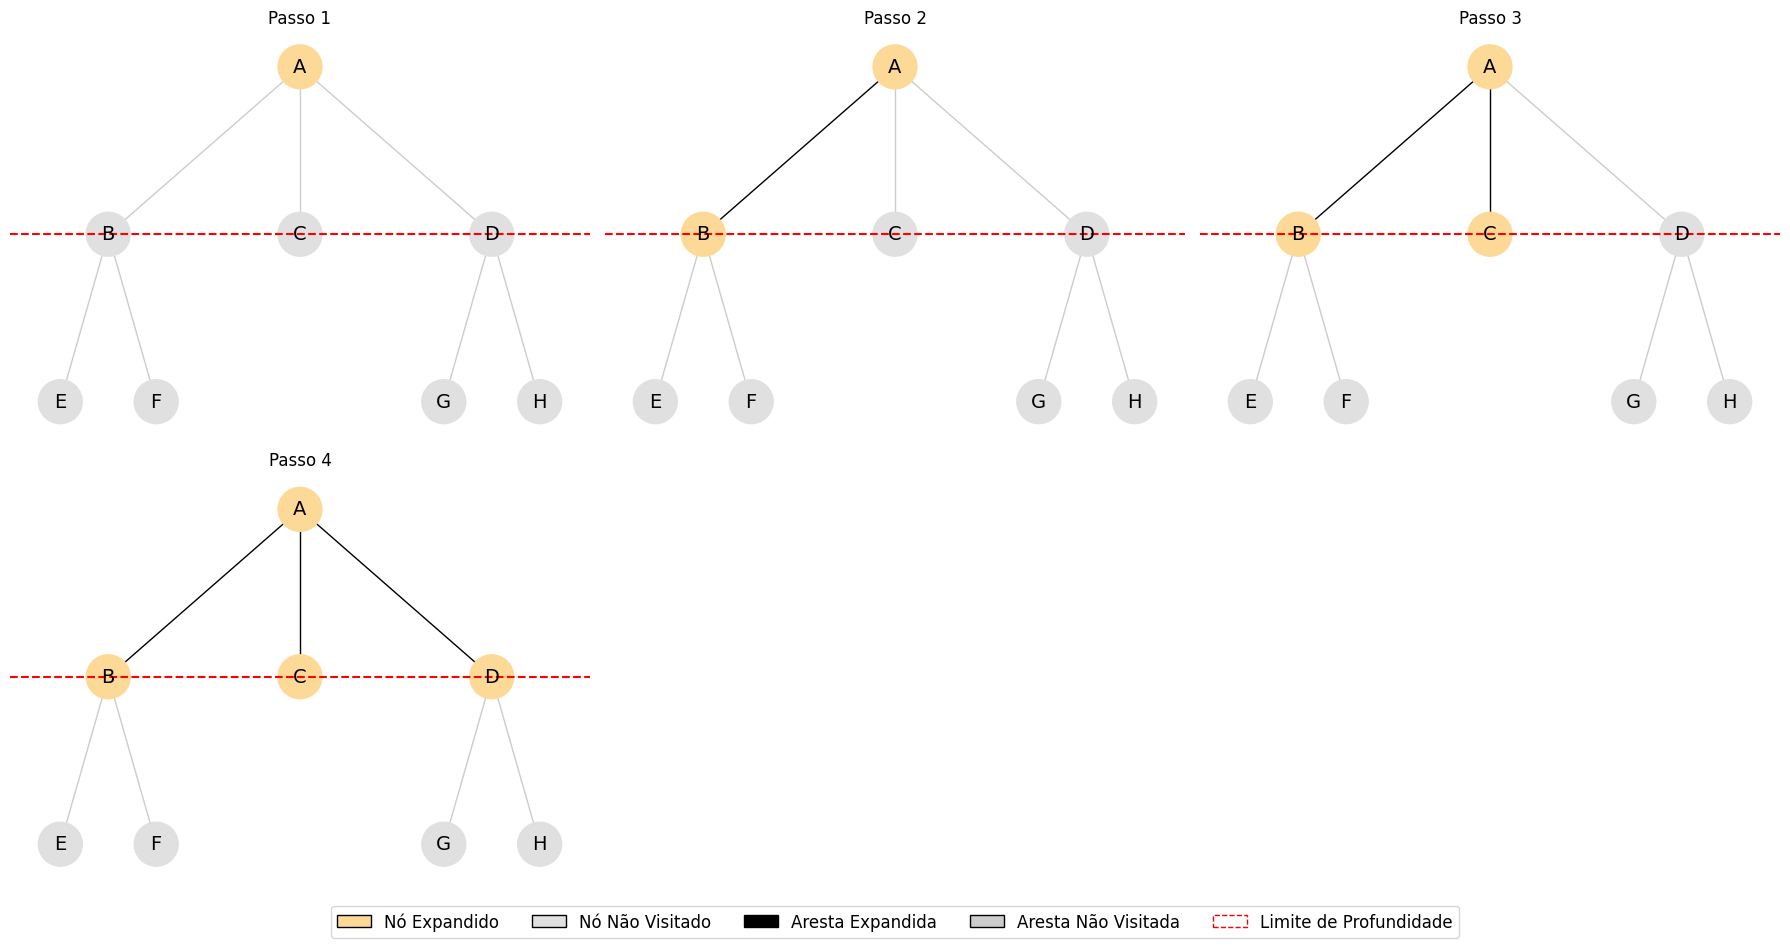 Passo 1 Passo 2 Passo 3
A A A
B C D B C D B C D
E F G H E F G H E F G H
Passo 4
A
B C D
E F G H
Nó Expandido Nó Não Visitado Aresta Expandida Aresta Não Visitada Limite de Profundidade